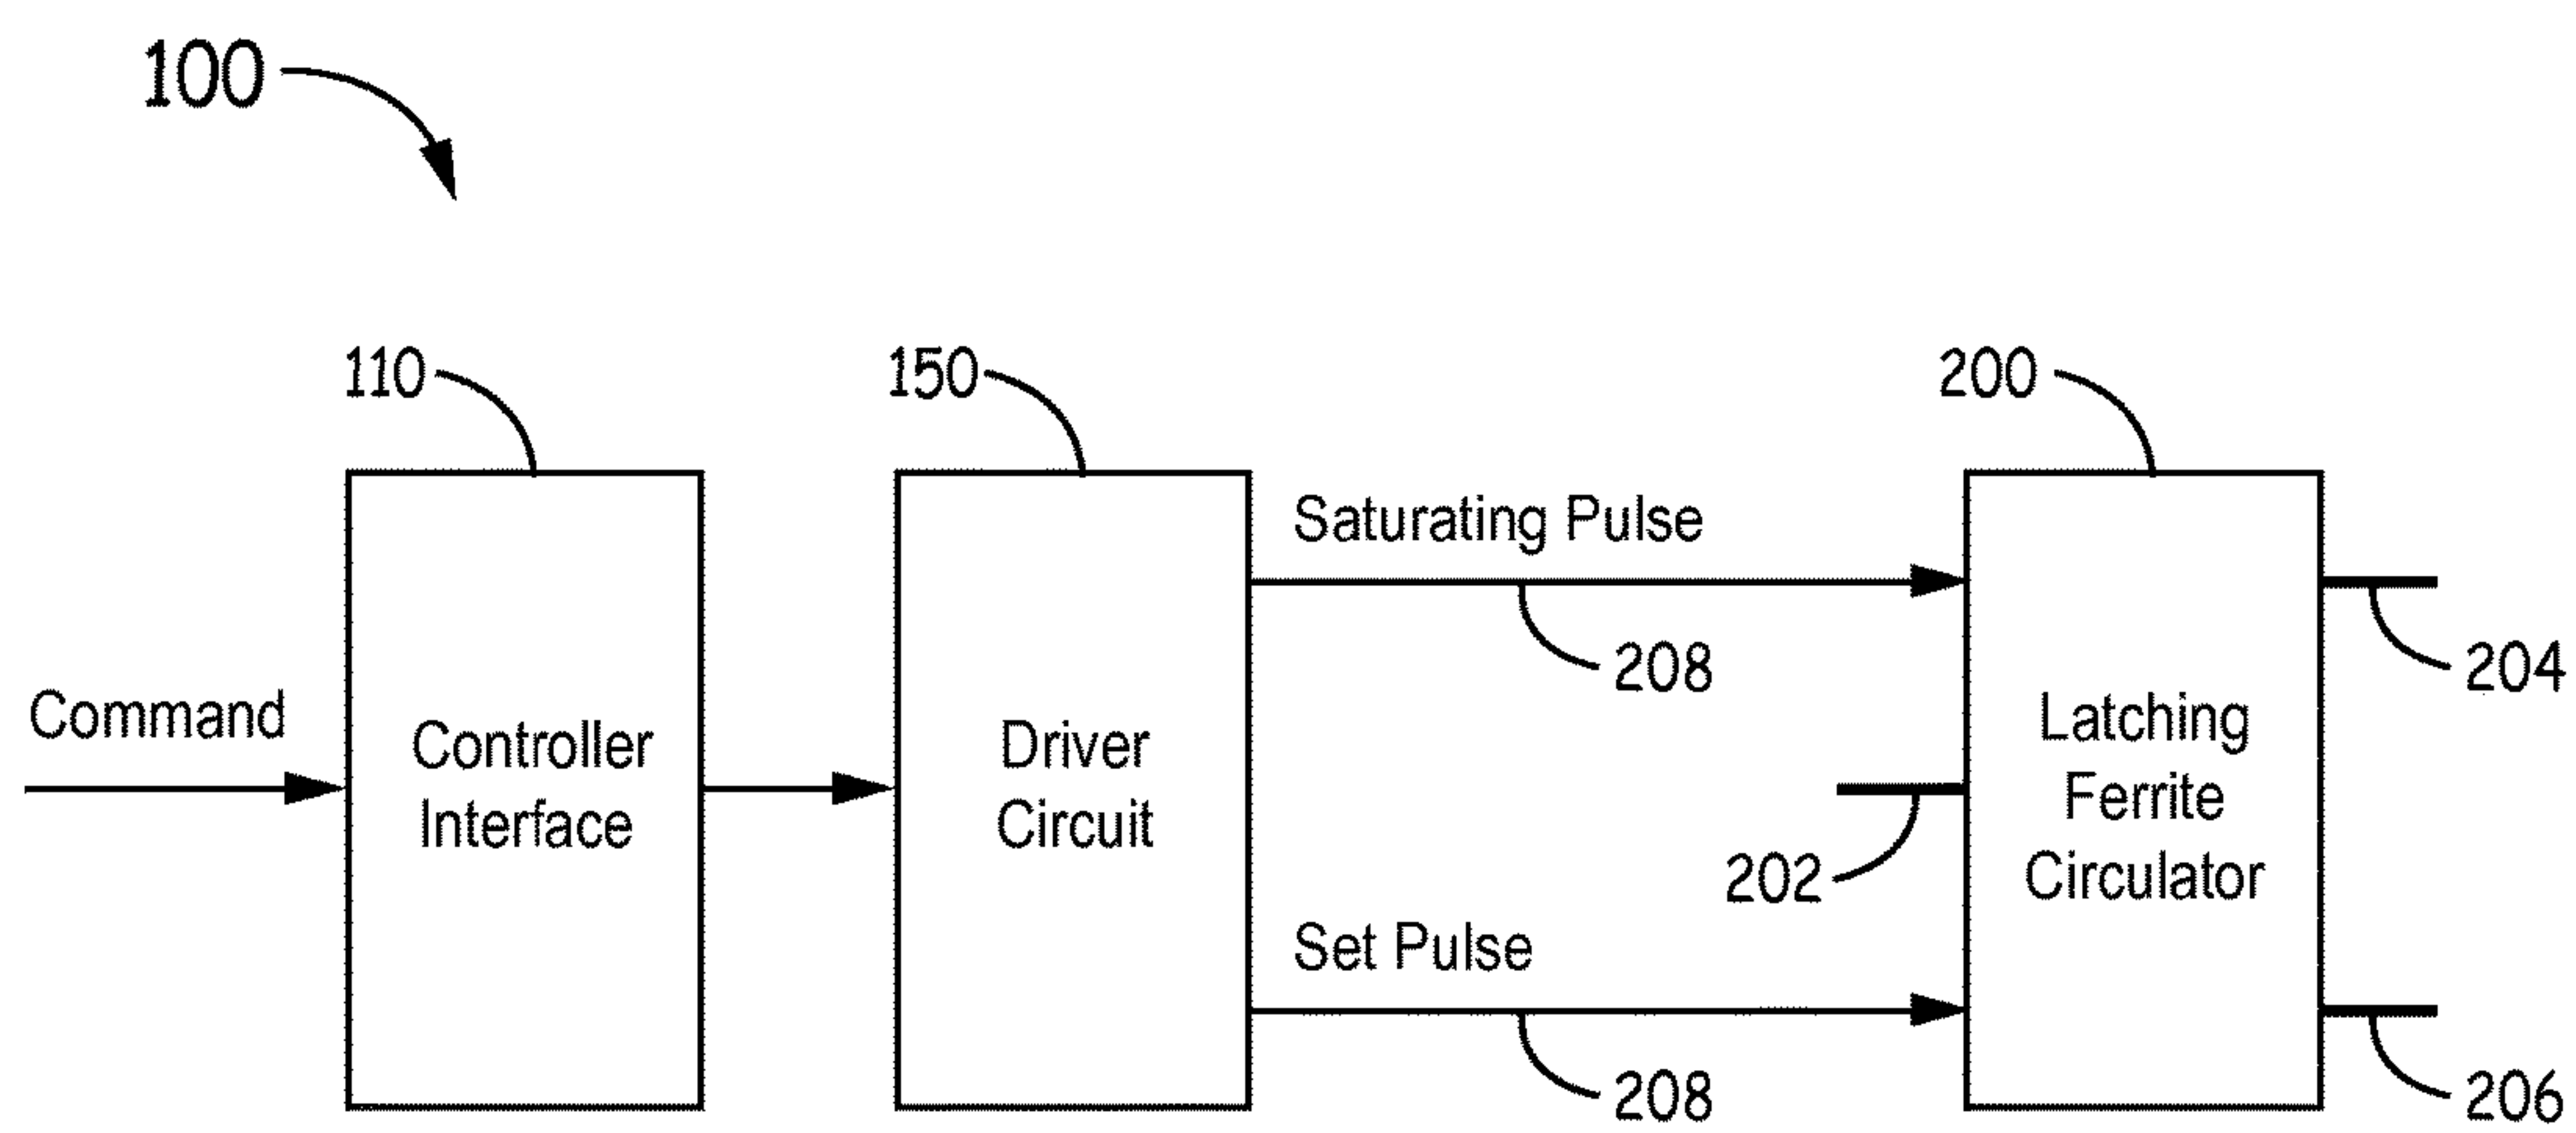 100
110
150
200
Saturating Pulse
208
204
Command
Controller
Interface
Driver
Circuit
Latching
Ferrite
Circulator
202
Set Pulse
208
206